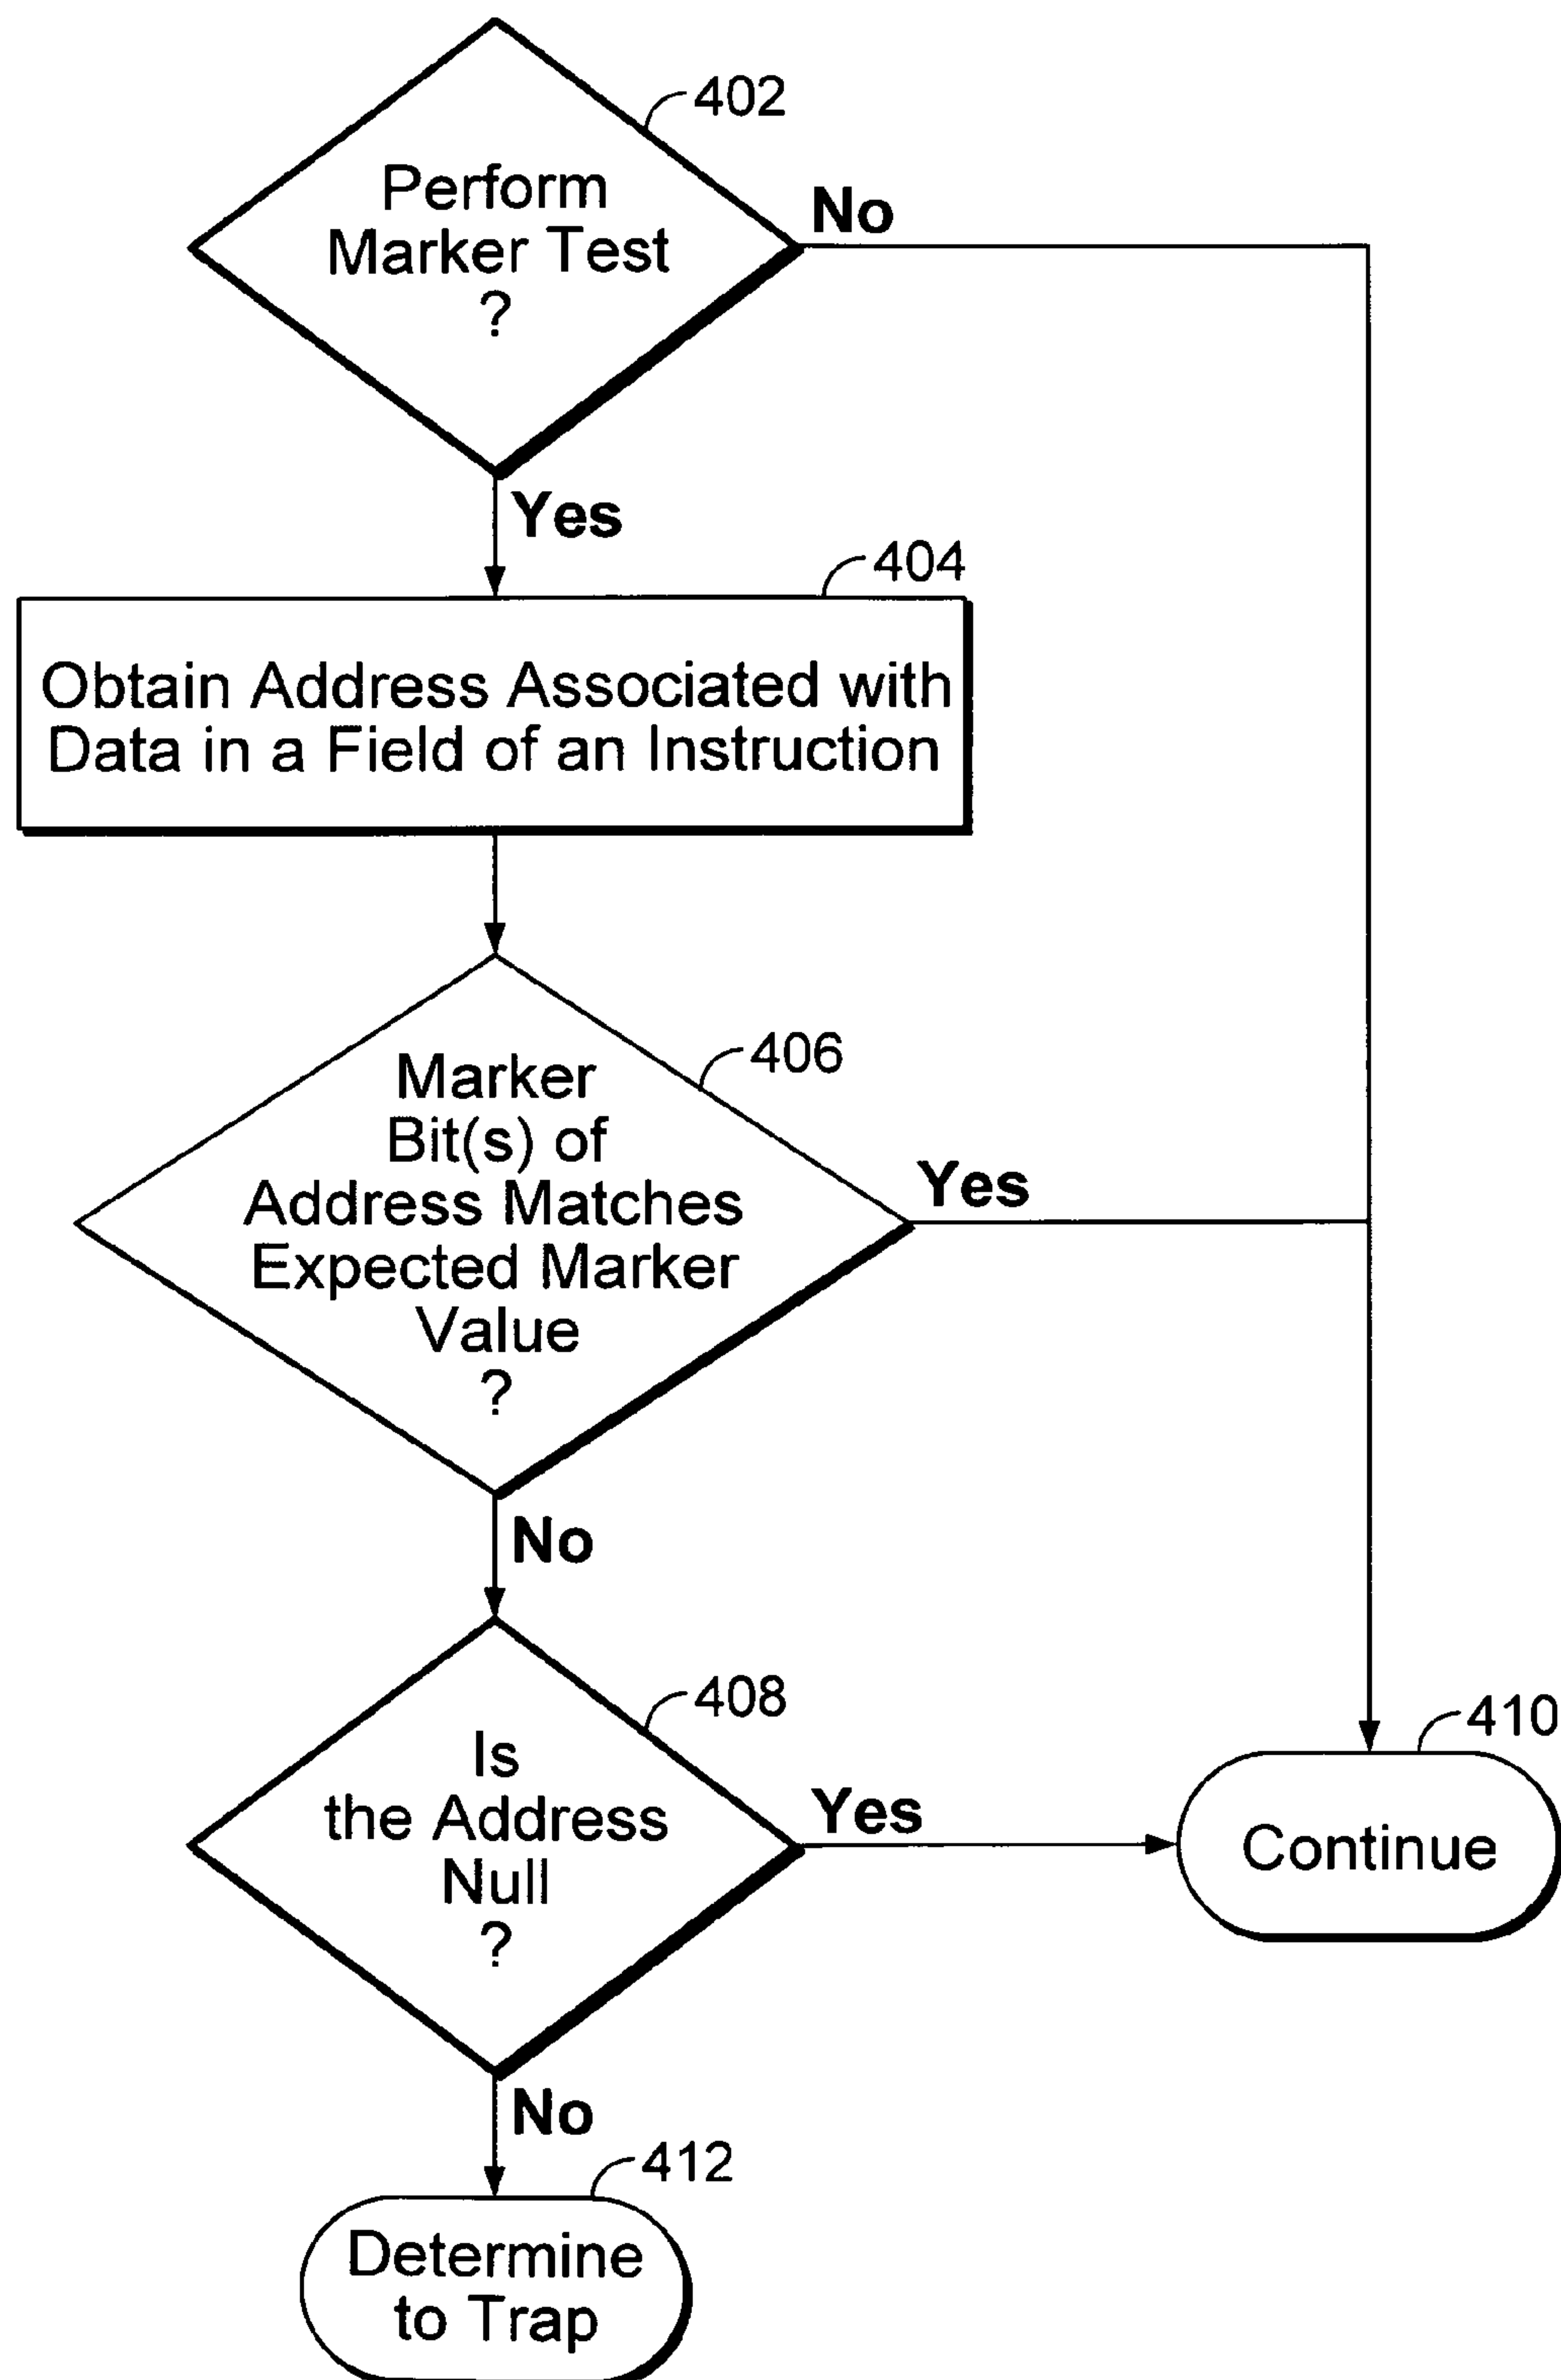 402
Perform
Marker Test
?
No
Yes
404
Obtain Address Associated with
Data in a Field of an Instruction
406
Marker
Bit(s) of
Address Matches
Expected Marker
Value
?
Yes
No
408
Is
the Address
Null
?
Yes
410
Continue
No
412
Determine
to Trap